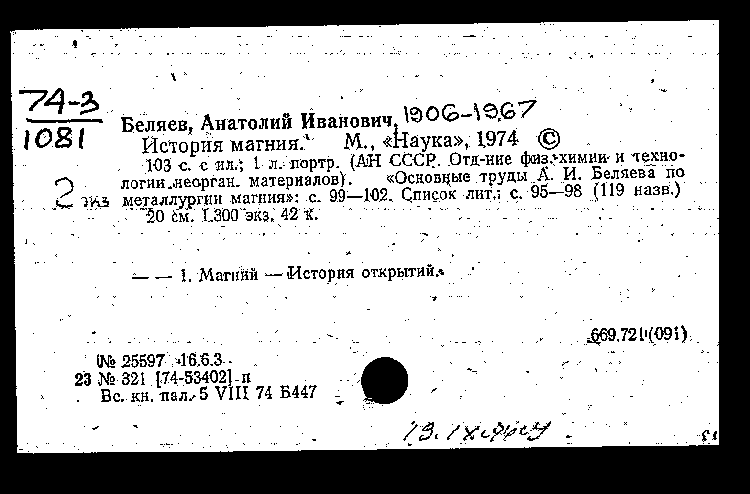 74-3
1081
Беляев, Анатолий Иванович, 1906-1967
История магния. М., «Наука», 1974 ©
103 с. с ил.; 1 л. портр. (АН СССР. Отд-ние физ. химии и техно-
логии неорган. материалов). «Основные труды А. И. Беляева по
2 экз металлургии магния»: с. 99—102. Список лит.: с. 95—98 (119 назв.)
20 см. 1.300 экз. 42 к.
— — 1. Магний — История открытий.
669.721(091)
№ 25597 16.6.3
23 № 321 [74-53402] п
Вс. кн. пал. 5 VIII 74 Б447